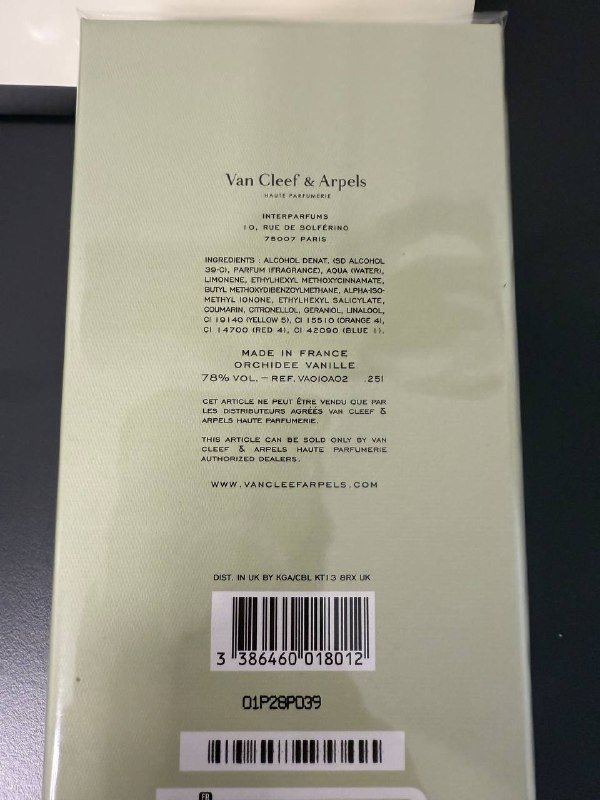 Van Cleef & Arpels
HAUTE PARFUMERIE
INTERPARFUMS
10, RUE DE SOLFÉRINO
75007 PARIS
INGREDIENTS : ALCOHOL DENAT. (SD ALCOHOL
39-C), PARFUM (FRAGRANCE), AQUA (WATER),
LIMONENE, ETHYLHEXYL METHOXYCINNAMATE,
BUTYL METHOXYDIBENZOYLMETHANE, ALPHA-ISO-
METHYL IONONE, ETHYLHEXYL SALICYLATE,
COUMARIN, CITRONELLOL, GERANIOL, LINALOOL,
CI 19140 (YELLOW 5), CI 15510 (ORANGE 4),
CI 14700 (RED 4), CI 42090 (BLUE 1).
MADE IN FRANCE
ORCHIDEE VANILLE
78% VOL. – REF. VA010A02 .251
CET ARTICLE NE PEUT ÊTRE VENDU QUE PAR
LES DISTRIBUTEURS AGRÉÉS VAN CLEEF &
ARPELS HAUTE PARFUMERIE.
THIS ARTICLE CAN BE SOLD ONLY BY VAN
CLEEF & ARPELS HAUTE PARFUMERIE
AUTHORIZED DEALERS.
WWW.VANCLEEFARPELS.COM
DIST. IN UK BY KGA/CBL KT13 8RX UK
3 386460 018012
01P28P039
FR